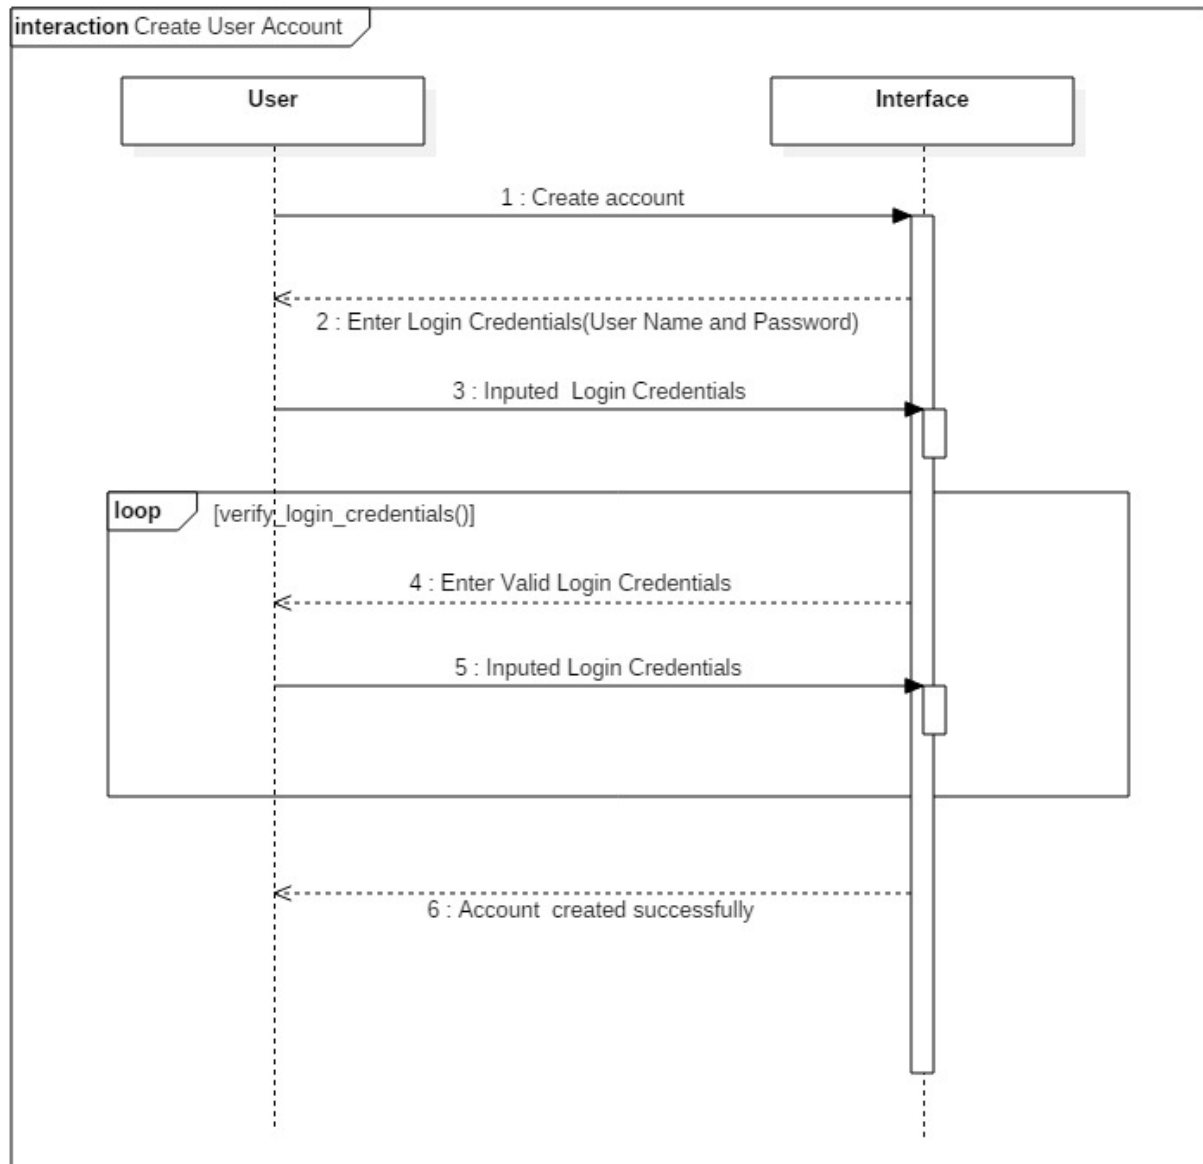 interaction Create User Account
User
Interface
1 : Create account
2 : Enter Login Credentials(User Name and Password)
3 : Inputed  Login Credentials
loop [verify_login_credentials()]
4 : Enter Valid Login Credentials
5 : Inputed Login Credentials
6 : Account  created successfully